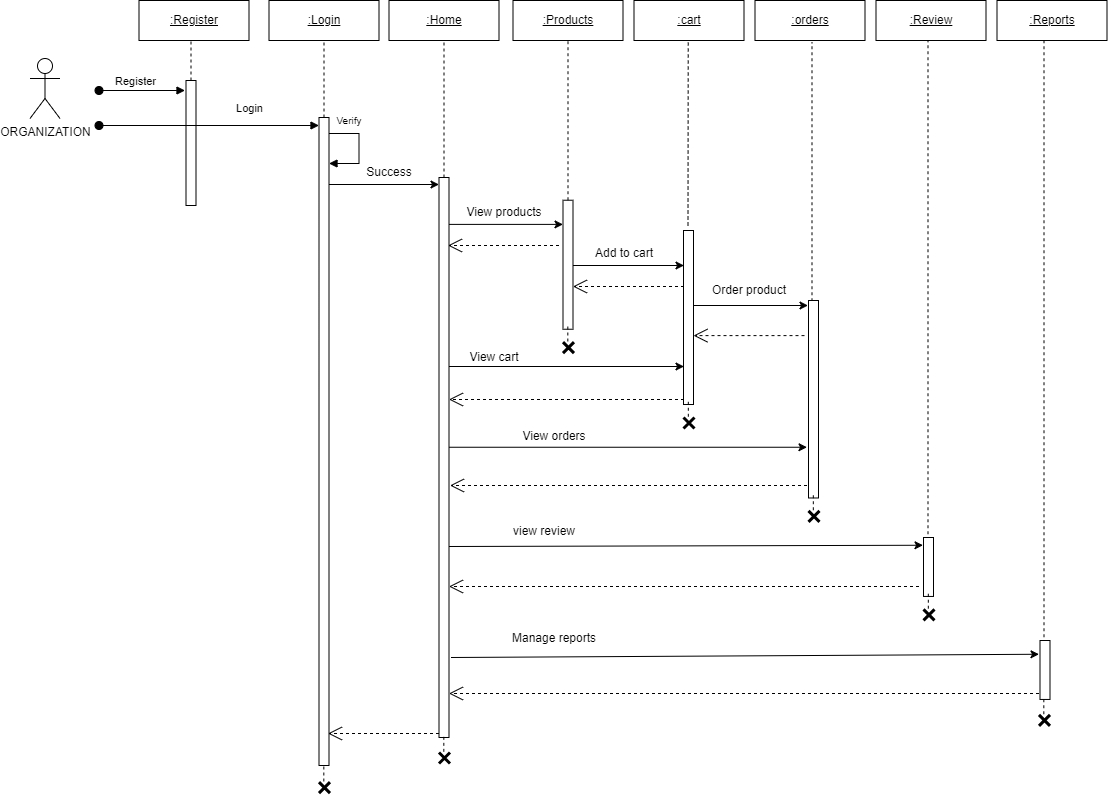 :Register
:Login
:Home
:Products
:cart
:orders
:Review
:Reports
Register
Login
Verify
ORGANIZATION
Success
View products
Add to cart
Order product
View cart
View orders
view review
Manage reports